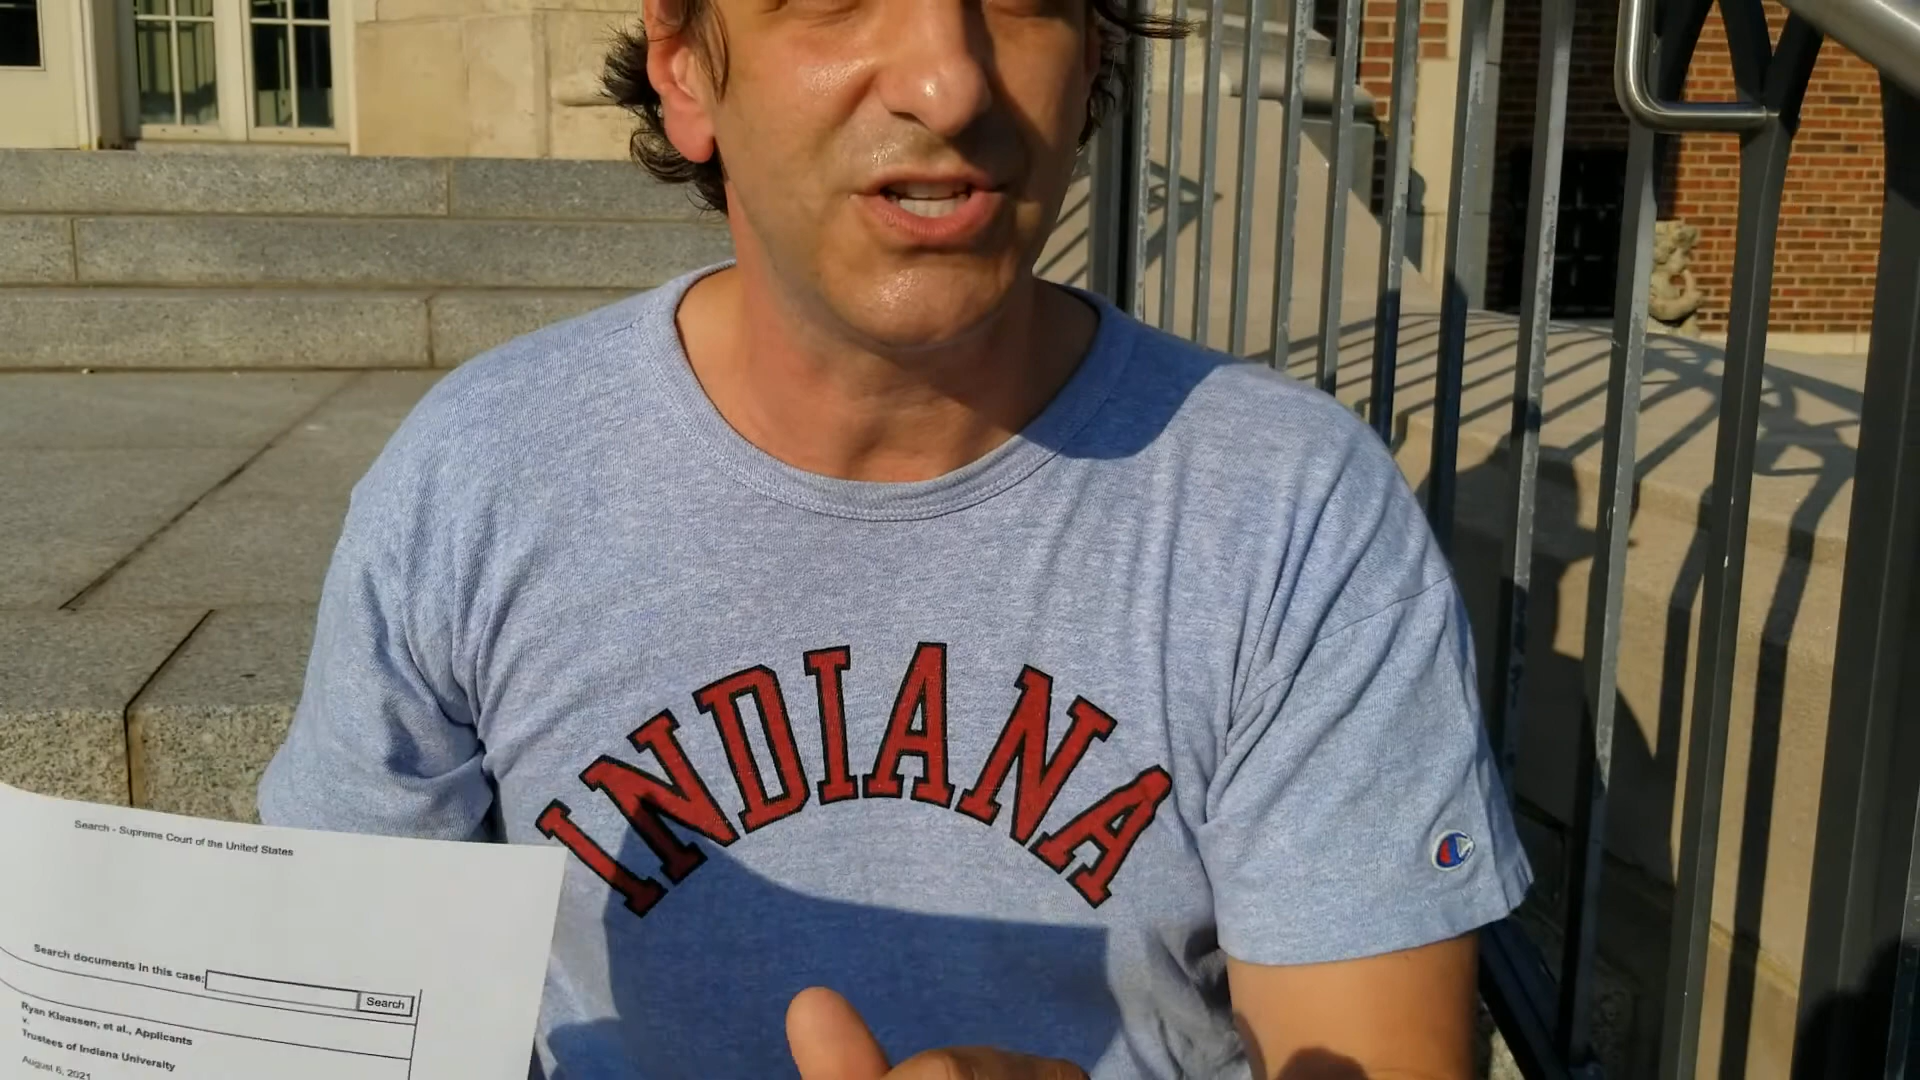 INDIANA
Search - Supreme Court of the United States
Search documents in this case:
Search
Ryan Klaassen, et al., Applicants
v.
Trustees of Indiana University
August 6, 2021